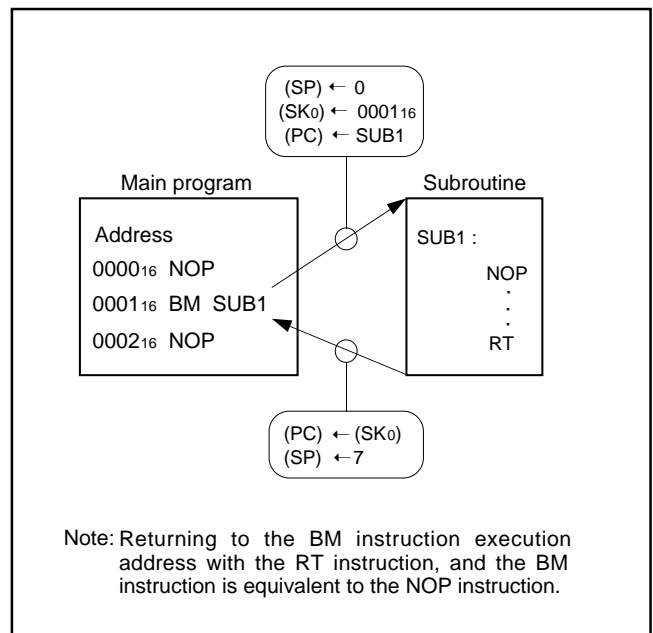 (SP) ← 0
(SK0) ← 000116
(PC) ← SUB1
Main program
Subroutine
Address
000016 NOP
000116 BM SUB1
000216 NOP
SUB1 :
NOP
·
·
·
RT
(PC) ← (SK0)
(SP) ← 7
Note: Returning to the BM instruction execution
address with the RT instruction, and the BM
instruction is equivalent to the NOP instruction.